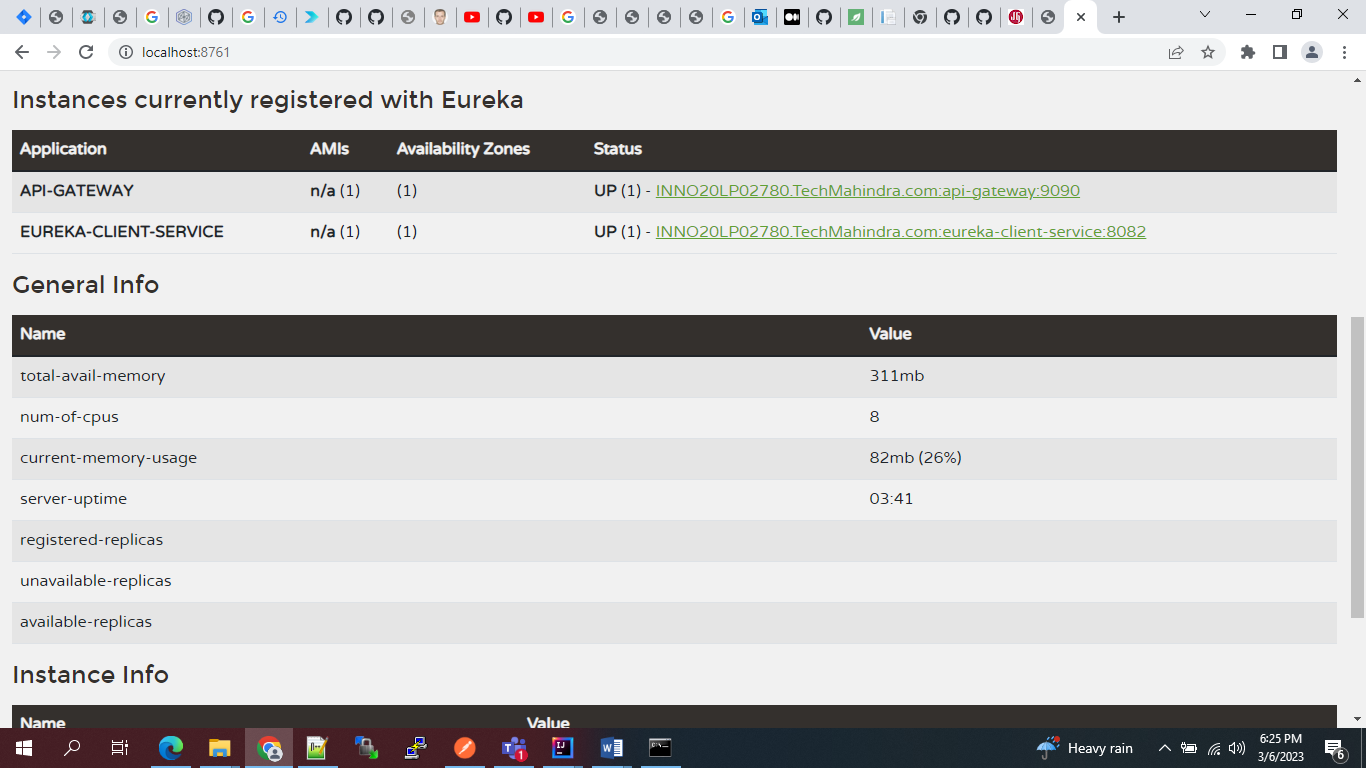 localhost:8761
Instances currently registered with Eureka
Application AMIs Availability Zones Status
API-GATEWAY n/a (1) (1) UP (1) - INNO20LP02780.TechMahindra.com:api-gateway:9090
EUREKA-CLIENT-SERVICE n/a (1) (1) UP (1) - INNO20LP02780.TechMahindra.com:eureka-client-service:8082
General Info
Name Value
total-avail-memory 311mb
num-of-cpus 8
current-memory-usage 82mb (26%)
server-uptime 03:41
registered-replicas
unavailable-replicas
available-replicas
Instance Info
Name Value
Heavy rain
6:25 PM
3/6/2023
1
6